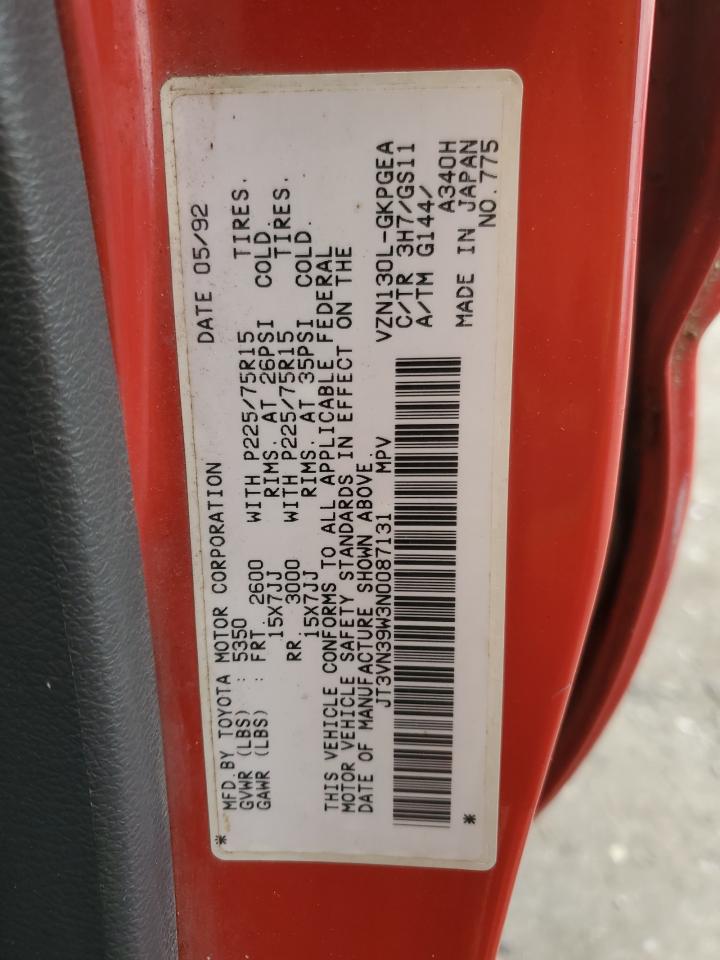 * MFD.BY TOYOTA MOTOR CORPORATION DATE 05/92
GVWR (LBS) : 5350
GAWR (LBS) : FRT. 2600 WITH P225/75R15 TIRES.
15X7JJ RIMS. AT 26PSI COLD.
RR. 3000 WITH P225/75R15 TIRES.
15X7JJ RIMS. AT 35PSI COLD.
THIS VEHICLE CONFORMS TO ALL APPLICABLE FEDERAL
MOTOR VEHICLE SAFETY STANDARDS IN EFFECT ON THE
DATE OF MANUFACTURE SHOWN ABOVE.
JT3VN39W3N0087131 MPV VZN130L-GKPGEA
C/TR 3H7/GS11
A/TM G144/
A340H
* MADE IN JAPAN
NO.775